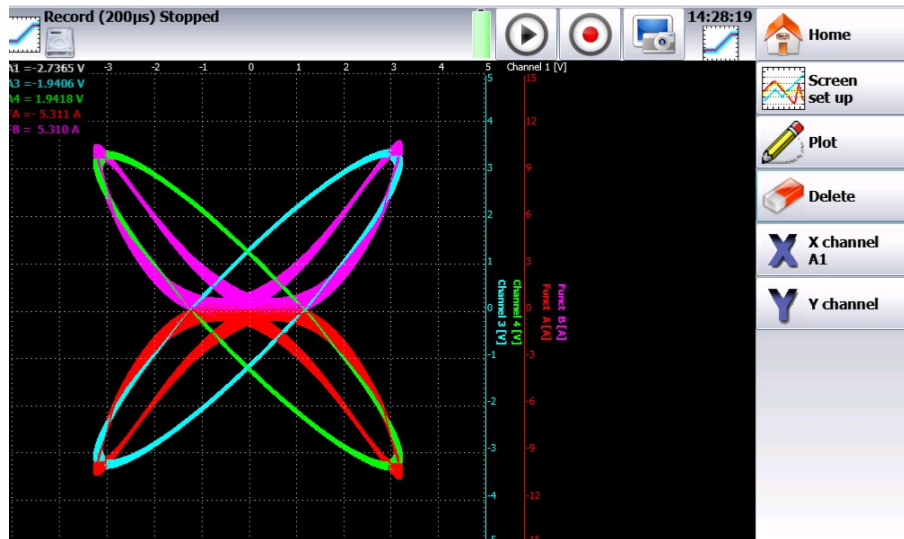 Record (200µs) Stopped
14:28:19
Home
A1 =-2.7365 V
A3 =-1.9406 V
A4 = 1.9418 V
FA =- 5.311 A
FB = 5.310 A
-3 -2 -1 0 1 2 3 4 5
Channel 1 [V]
5
4
3
2
1
0
-1
-2
-3
-4
-5
15
12
9
6
3
0
-3
-6
-9
-12
-15
Channel 3 [V]
Channel 4 [V]
Funct A [A]
Funct B [A]
Screen
set up
Plot
Delete
X channel
A1
Y channel